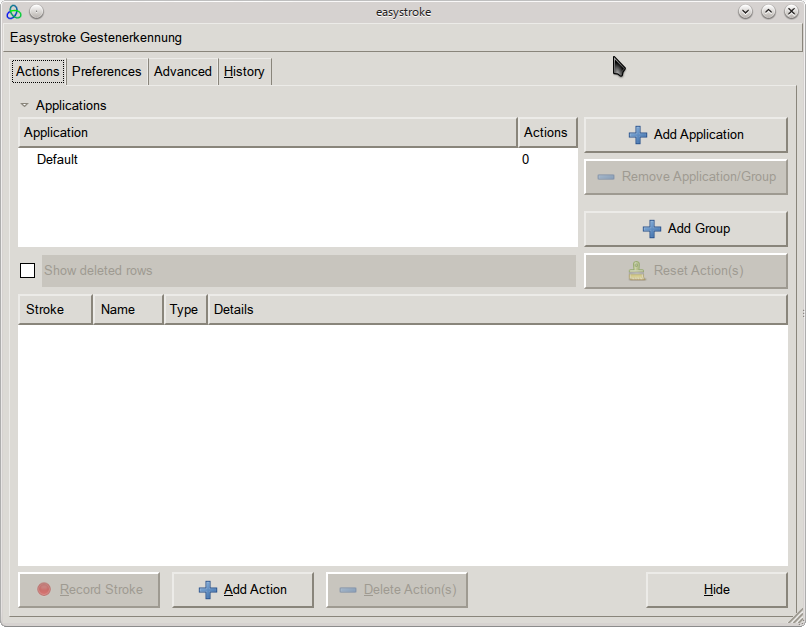 easystroke
Easystroke Gestenerkennung
Actions Preferences Advanced History
Applications
Application Actions
Default 0
Add Application
Remove Application/Group
Add Group
Show deleted rows
Reset Action(s)
Stroke Name Type Details
Record Stroke Add Action Delete Action(s) Hide